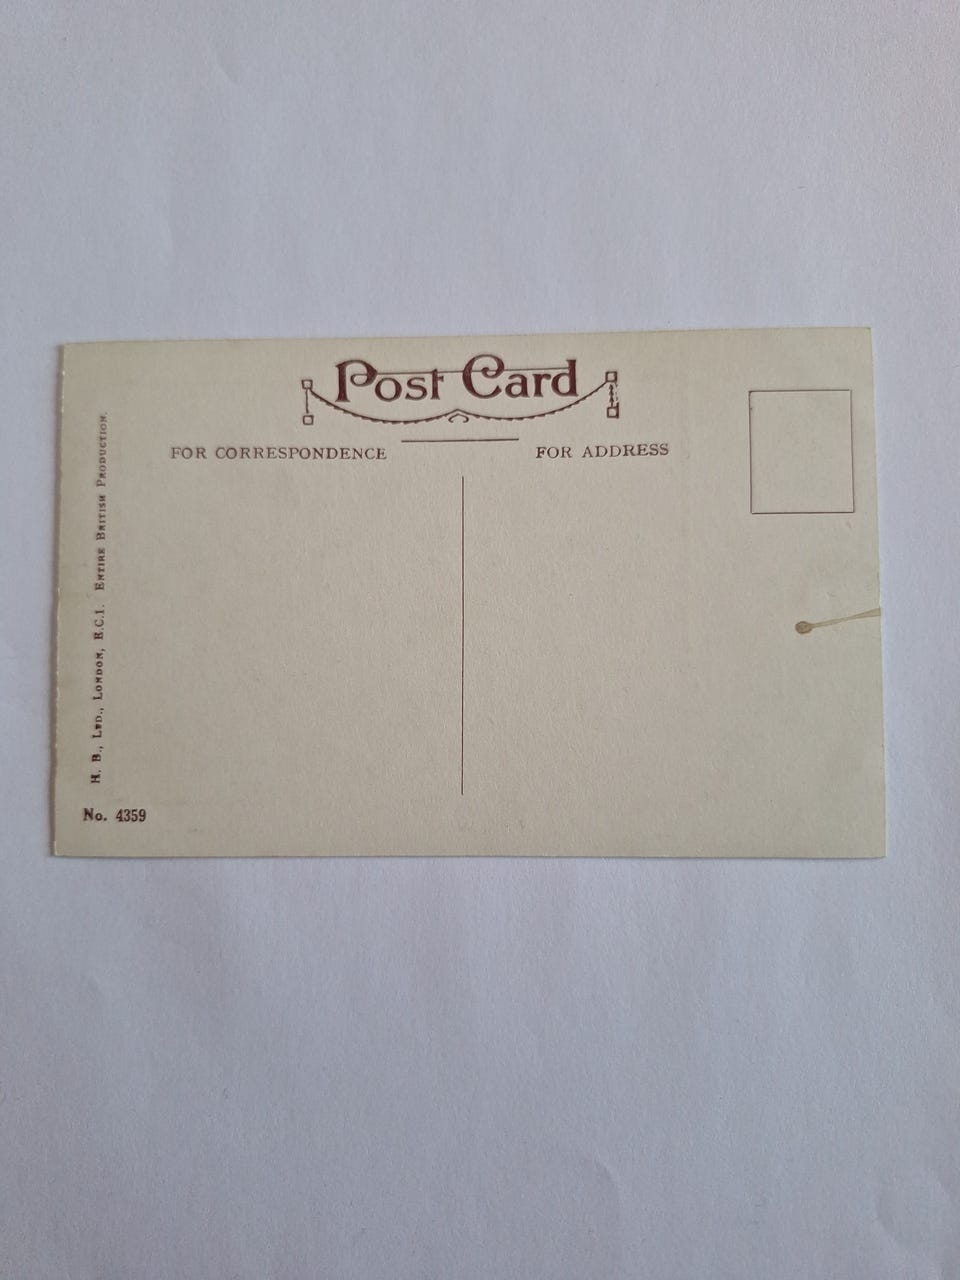 Post Card
FOR CORRESPONDENCE
FOR ADDRESS
H. B., LTD., LONDON, E.C.1. ENTIRE BRITISH PRODUCTION.
No. 4359